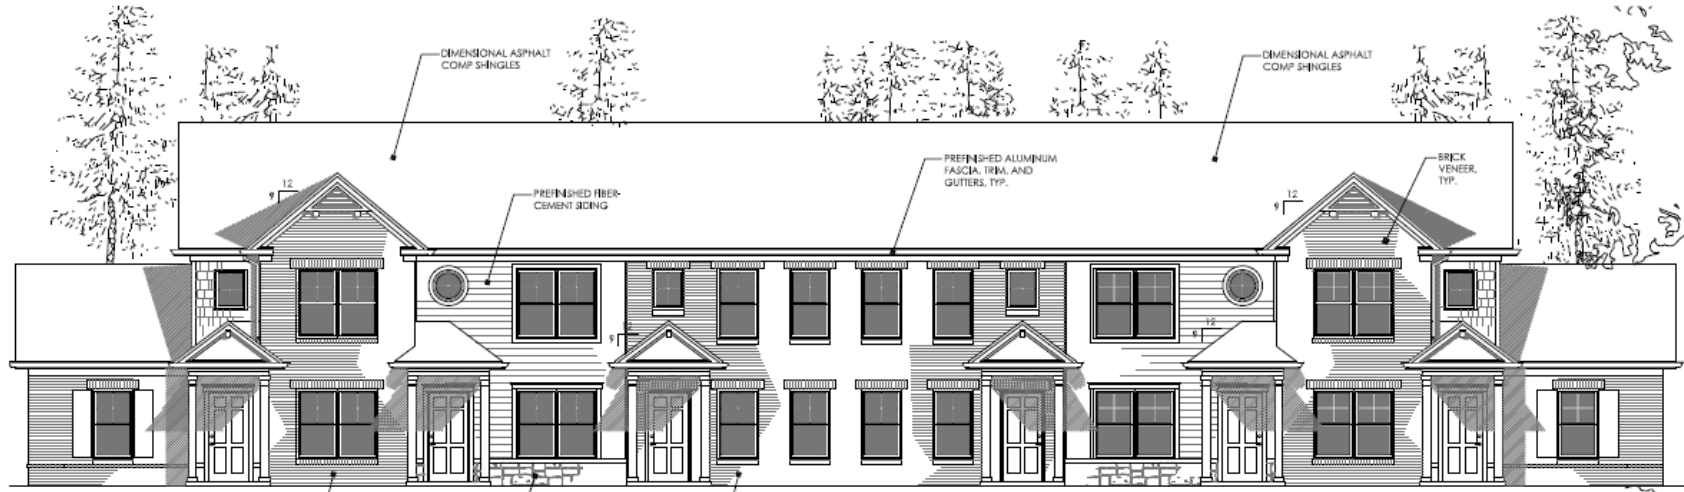 DIMENSIONAL ASPHALT
COMP SHINGLES
DIMENSIONAL ASPHALT
COMP SHINGLES
PREFINISHED ALUMINUM
FASCIA, TRIM, AND
GUTTERS, TYP.
BRICK
VENEER,
TYP.
PREFINISHED FIBER-
CEMENT SIDING
12
9
12
9
12
9
12
9